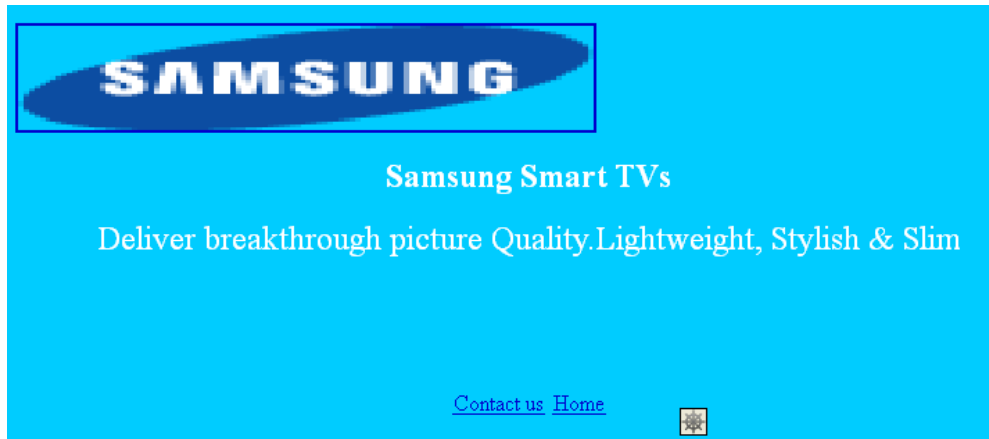 SAMSUNG
Samsung Smart TVs
Deliver breakthrough picture Quality.Lightweight, Stylish & Slim
Contact us Home